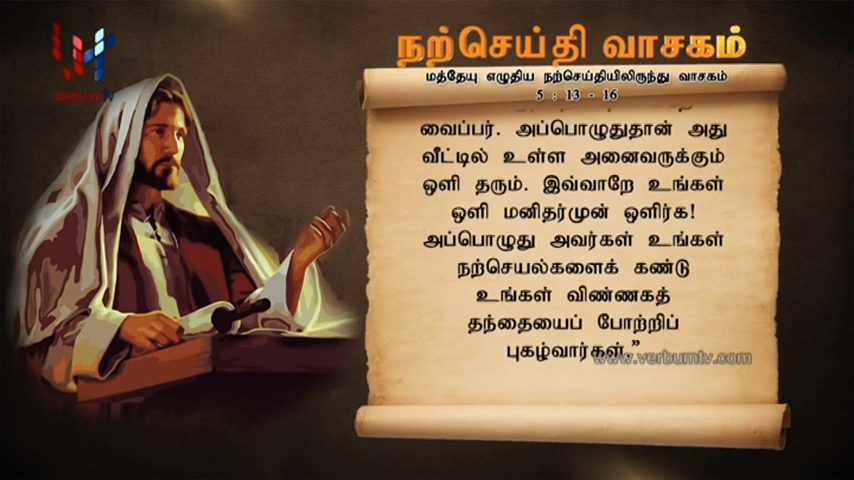 Verbum Tv
நற்செய்தி வாசகம்
மத்தேயு எழுதிய நற்செய்தியிலிருந்து வாசகம்
5 : 13 - 16
வைப்பர். அப்பொழுதுதான் அது
வீட்டில் உள்ள அனைவருக்கும்
ஒளி தரும். இவ்வாறே உங்கள்
ஒளி மனிதர்முன் ஒளிர்க!
அப்பொழுது அவர்கள் உங்கள்
நற்செயல்களைக் கண்டு
உங்கள் விண்ணகத்
தந்தையைப் போற்றிப்
புகழ்வார்கள்.”
www.verbumtv.com